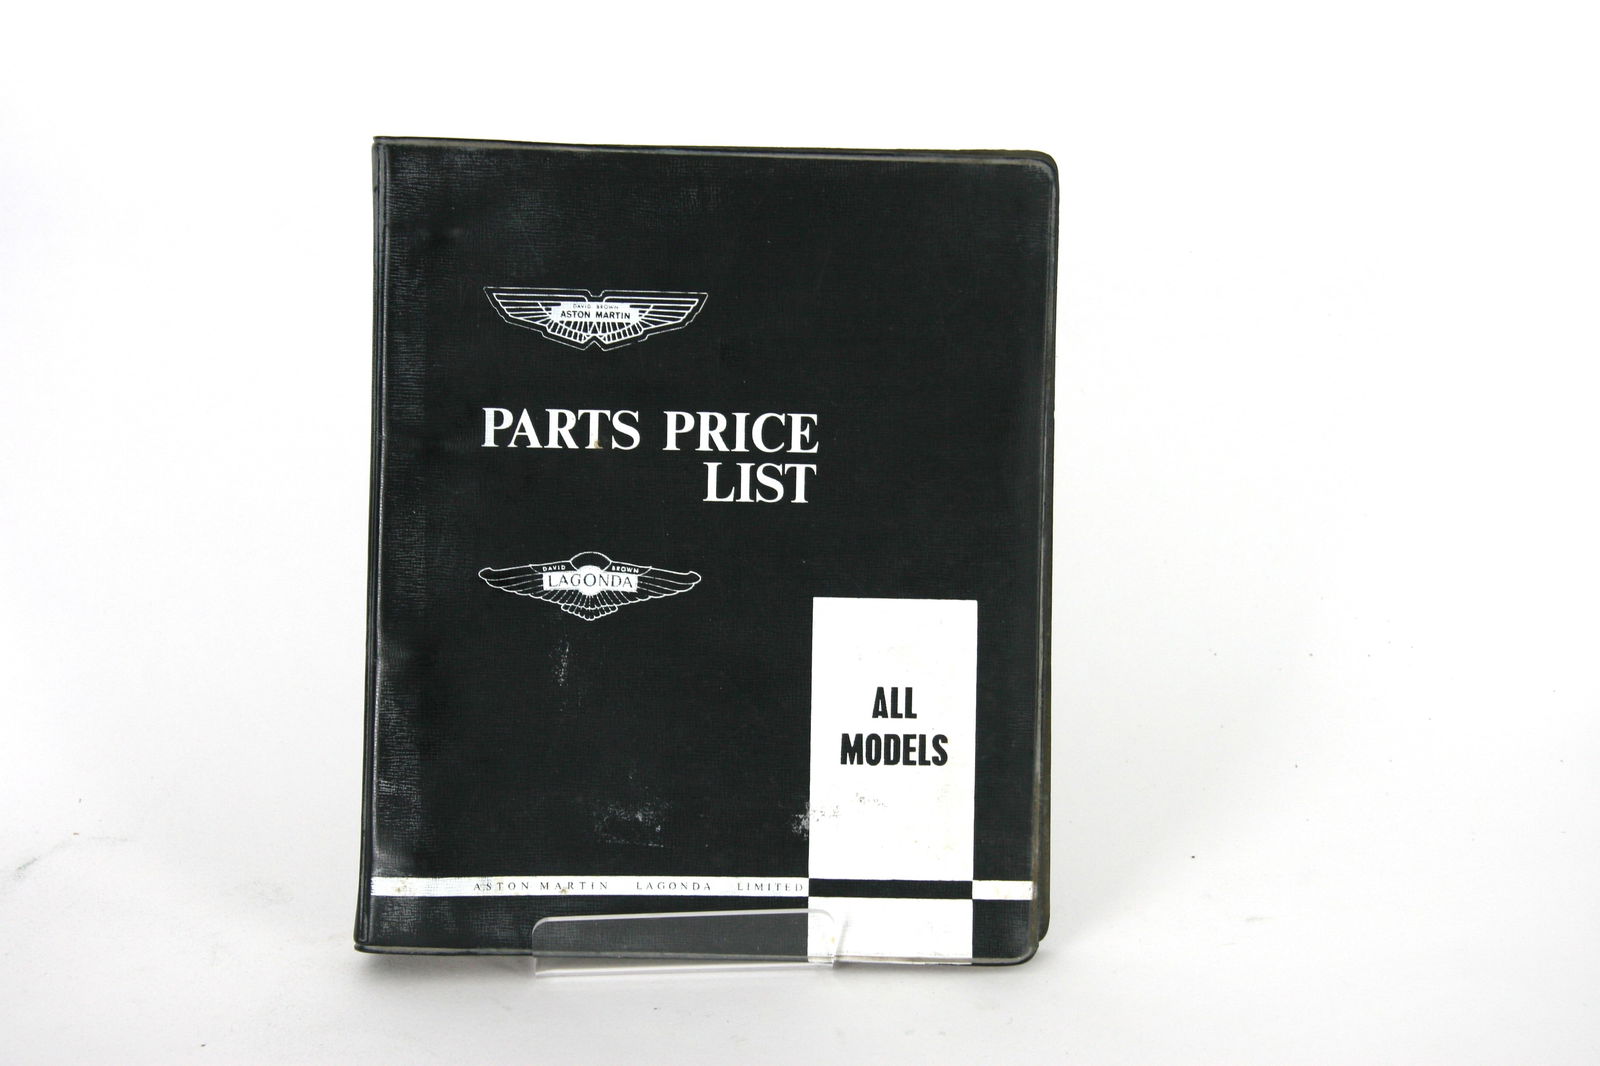 DAVID BROWN
ASTON MARTIN
PARTS PRICE
LIST
DAVID BROWN
LAGONDA
ALL
MODELS
ASTON MARTIN LAGONDA LIMITED